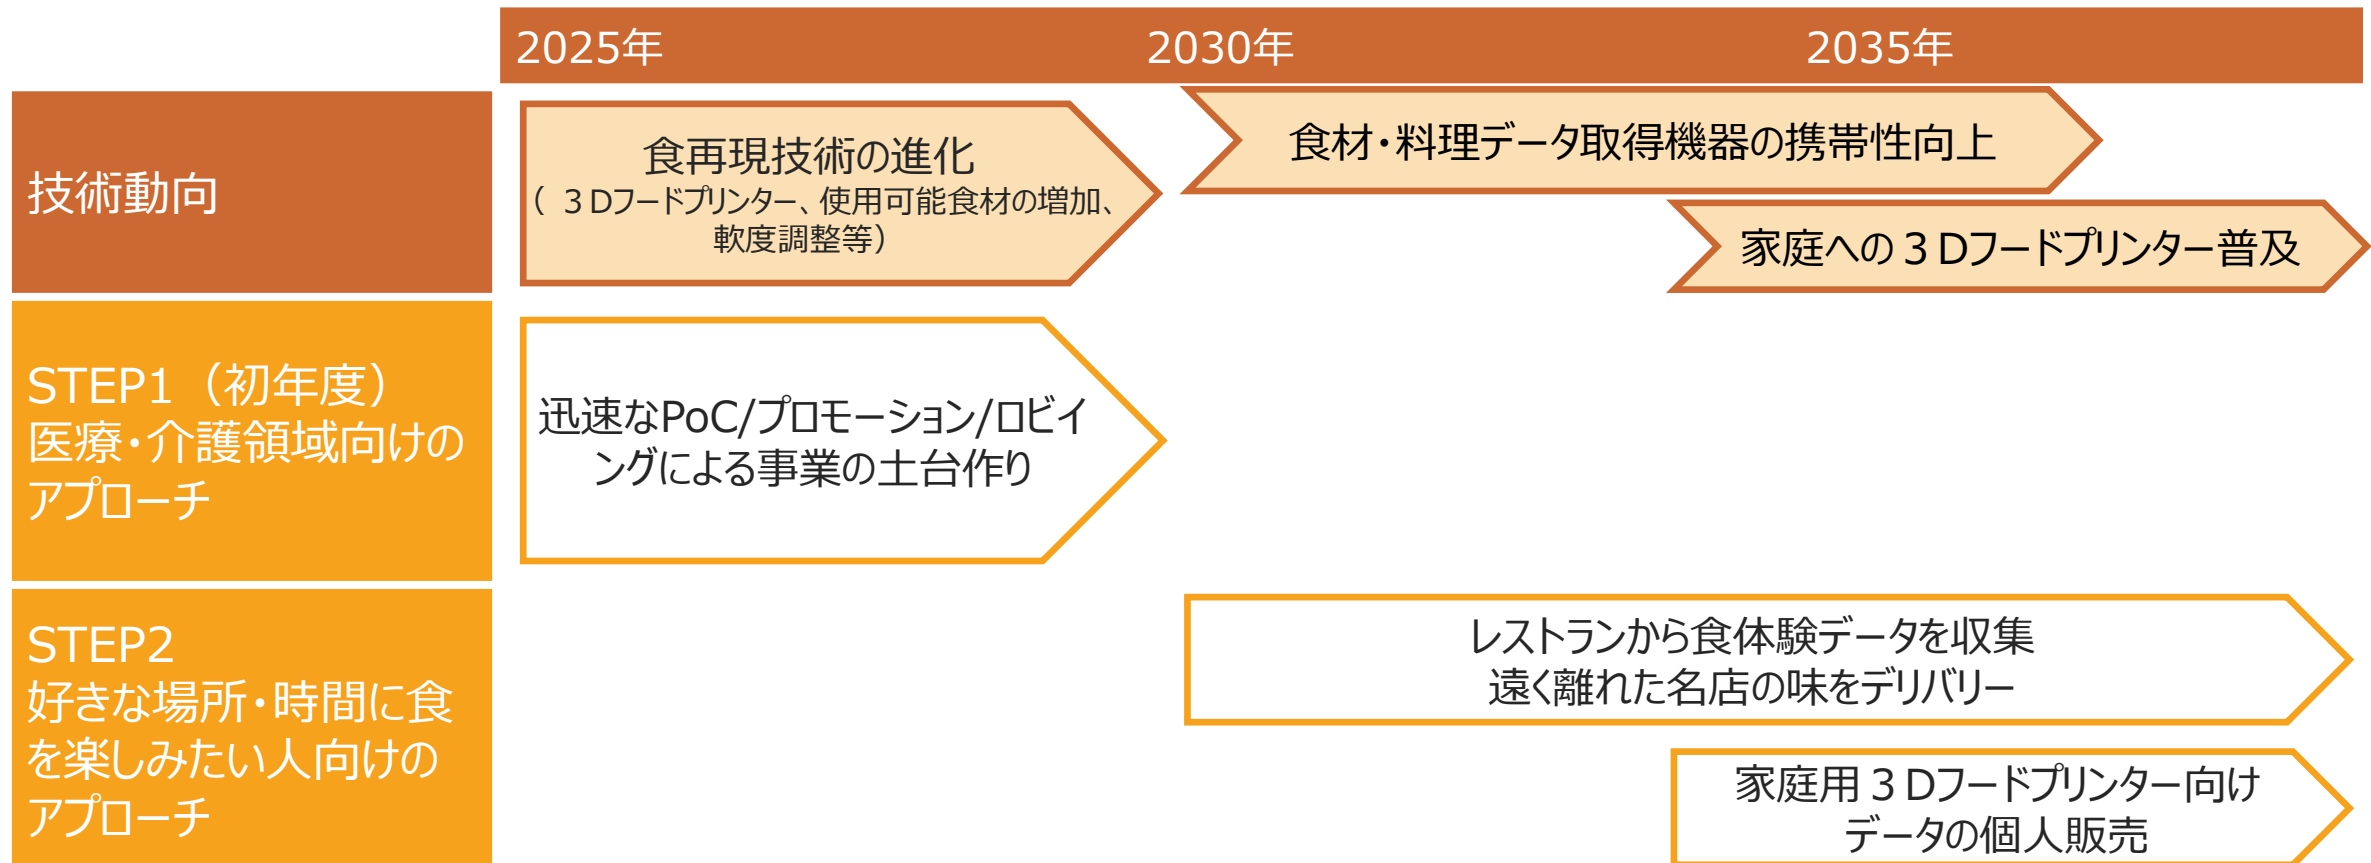 2025年 2030年 2035年
技術動向
食再現技術の進化
（ ３Dフードプリンター、使用可能食材の増加、
軟度調整等）
食材・料理データ取得機器の携帯性向上
家庭への３Dフードプリンター普及
STEP1（初年度）
医療・介護領域向けの
アプローチ
迅速なPoC/プロモーション/ロビイ
ングによる事業の土台作り
STEP2
好きな場所・時間に食
を楽しみたい人向けの
アプローチ
レストランから食体験データを収集
遠く離れた名店の味をデリバリー
家庭用３Dフードプリンター向け
データの個人販売